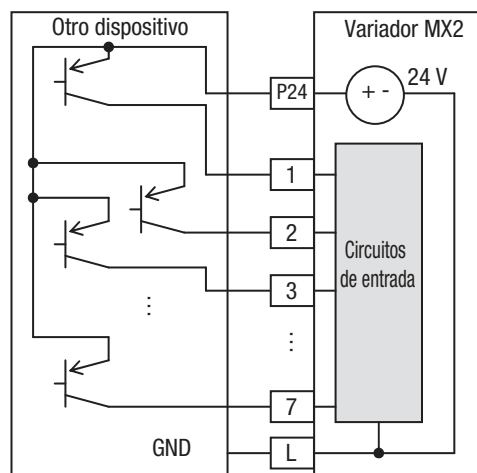 Otro dispositivo
Variador MX2
P24
+ -
24 V
1
2
3
...
...
7
Circuitos
de entrada
GND
L